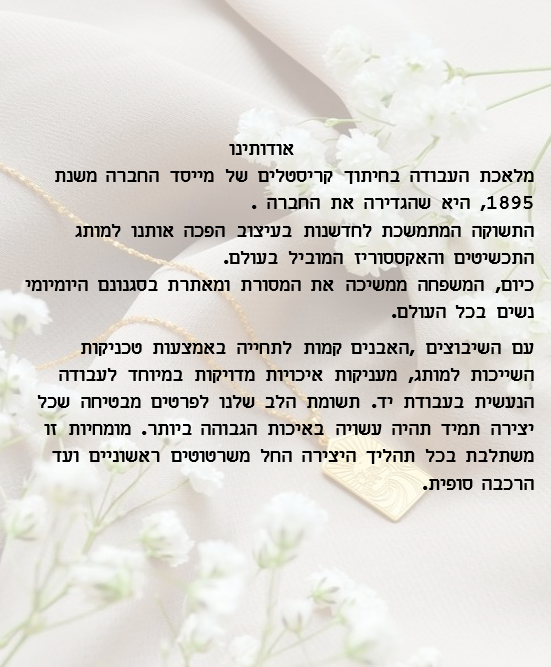 אודותינו
מלאכת העבודה בחיתוך קריסטלים של מייסד החברה משנת
1895, היא שהגדירה את החברה .
התשוקה המתמשכת לחדשנות בעיצוב הפכה אותנו למותג
התכשיטים והאקססוריז המוביל בעולם.
כיום, המשפחה ממשיכה את המסורת ומאתרת בסגנונם היומיומי
נשים בכל העולם.
עם השיבוצים ,האבנים קמות לתחייה באמצעות טכניקות
השייכות למותג, מעניקות איכויות מדויקות במיוחד לעבודה
הנעשית בעבודת יד. תשומת הלב שלנו לפרטים מבטיחה שכל
יצירה תמיד תהיה עשויה באיכות הגבוהה ביותר. מומחיות זו
משתלבת בכל תהליך היצירה החל משרטוטים ראשוניים ועד
הרכבה סופית.